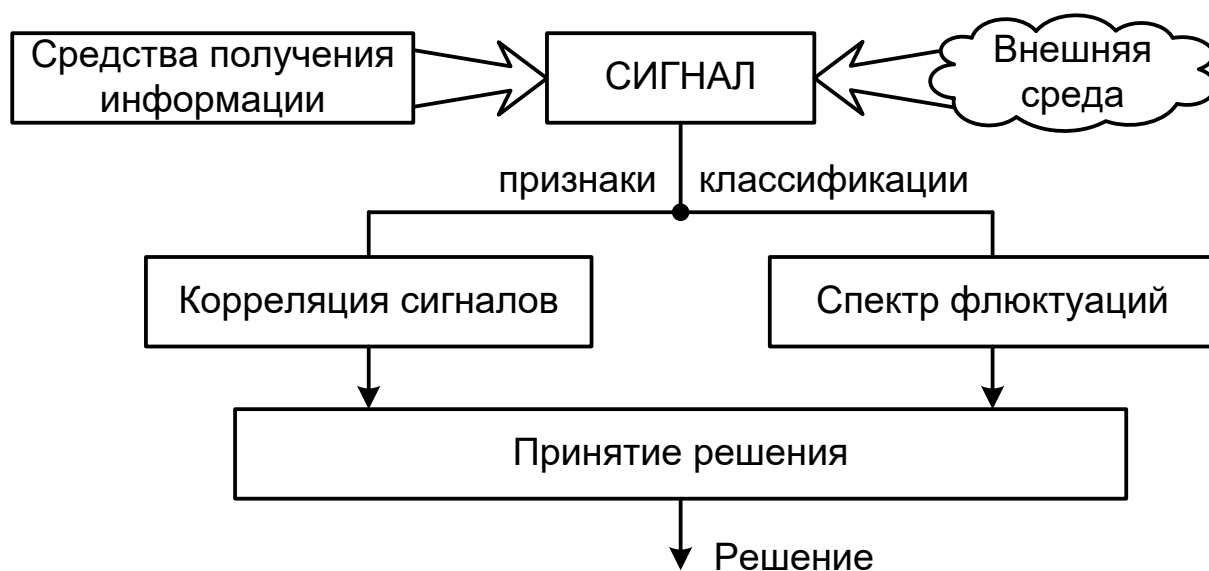 Средства получения
информации
СИГНАЛ
Внешняя
среда
признаки классификации
Корреляция сигналов
Спектр флюктуаций
Принятие решения
Решение